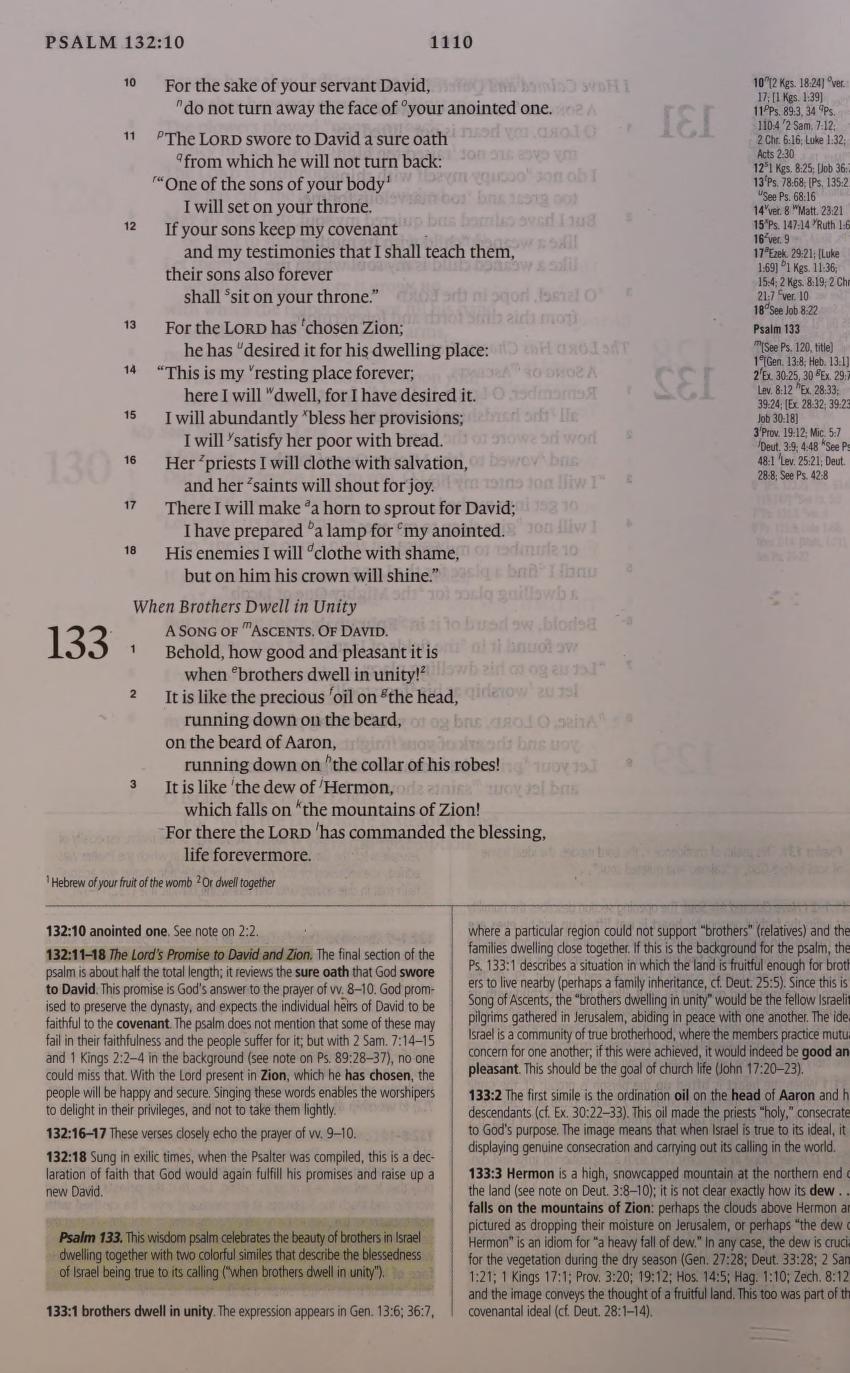 PSALM 132:10
1110
10 For the sake of your servant David,
n do not turn away the face of o your anointed one.
11 p The LORD swore to David a sure oath
q from which he will not turn back:
r “One of the sons of your body1
I will set on your throne.
12 If your sons keep my covenant
and my testimonies that I shall teach them,
their sons also forever
shall s sit on your throne.”
13 For the LORD has t chosen Zion;
he has u desired it for his dwelling place:
14 “This is my v resting place forever;
here I will w dwell, for I have desired it.
15 I will abundantly x bless her provisions;
I will y satisfy her poor with bread.
16 Her z priests I will clothe with salvation,
and her z saints will shout for joy.
17 There I will make a a horn to sprout for David;
I have prepared b a lamp for c my anointed.
18 His enemies I will d clothe with shame,
but on him his crown will shine.”
When Brothers Dwell in Unity
133 A SONG OF m ASCENTS. OF DAVID.
1 Behold, how good and pleasant it is
when e brothers dwell in unity!2
2 It is like the precious f oil on g the head,
running down on the beard,
on the beard of Aaron,
running down on h the collar of his robes!
3 It is like i the dew of j Hermon,
which falls on k the mountains of Zion!
For there the LORD l has commanded the blessing,
life forevermore.
1 Hebrew of your fruit of the womb 2 Or dwell together
10 n [2 Kgs. 18:24] o ver.
17; [1 Kgs. 1:39]
11 p Ps. 89:3, 34 q Ps.
110:4 r 2 Sam. 7:12;
2 Chr. 6:16; Luke 1:32;
Acts 2:30
12 s 1 Kgs. 8:25; [Job 36:
13 t Ps. 78:68; [Ps. 135:2
u See Ps. 68:16
14 v ver. 8 w Matt. 23:21
15 x Ps. 147:14 y Ruth 1:6
16 z ver. 9
17 a Ezek. 29:21; [Luke
1:69] b 1 Kgs. 11:36;
15:4; 2 Kgs. 8:19; 2 Chr
21:7 c ver. 10
18 d See Job 8:22
Psalm 133
m [See Ps. 120, title]
1 e [Gen. 13:8; Heb. 13:1]
2 f Ex. 30:25, 30 g Ex. 29:7
Lev. 8:12 h Ex. 28:33;
39:24; [Ex. 28:32; 39:23
Job 30:18]
3 i Prov. 19:12; Mic. 5:7
j Deut. 3:9; 4:48 k See Ps
48:1 l Lev. 25:21; Deut.
28:8; See Ps. 42:8
132:10 anointed one. See note on 2:2.
132:11–18 The Lord’s Promise to David and Zion. The final section of the
psalm is about half the total length; it reviews the sure oath that God swore
to David. This promise is God’s answer to the prayer of vv. 8–10. God prom-
ised to preserve the dynasty, and expects the individual heirs of David to be
faithful to the covenant. The psalm does not mention that some of these may
fail in their faithfulness and the people suffer for it; but with 2 Sam. 7:14–15
and 1 Kings 2:2–4 in the background (see note on Ps. 89:28–37), no one
could miss that. With the Lord present in Zion, which he has chosen, the
people will be happy and secure. Singing these words enables the worshipers
to delight in their privileges, and not to take them lightly.
132:16–17 These verses closely echo the prayer of vv. 9–10.
132:18 Sung in exilic times, when the Psalter was compiled, this is a dec-
laration of faith that God would again fulfill his promises and raise up a
new David.
Psalm 133. This wisdom psalm celebrates the beauty of brothers in Israel
dwelling together with two colorful similes that describe the blessedness
of Israel being true to its calling (“when brothers dwell in unity”).
133:1 brothers dwell in unity. The expression appears in Gen. 13:6; 36:7,
where a particular region could not support “brothers” (relatives) and the
families dwelling close together. If this is the background for the psalm, the
Ps. 133:1 describes a situation in which the land is fruitful enough for broth
ers to live nearby (perhaps a family inheritance, cf. Deut. 25:5). Since this is
Song of Ascents, the “brothers dwelling in unity” would be the fellow Israelit
pilgrims gathered in Jerusalem, abiding in peace with one another. The ide
Israel is a community of true brotherhood, where the members practice mutu
concern for one another; if this were achieved, it would indeed be good an
pleasant. This should be the goal of church life (John 17:20–23).
133:2 The first simile is the ordination oil on the head of Aaron and h
descendants (cf. Ex. 30:22–33). This oil made the priests “holy,” consecrate
to God’s purpose. The image means that when Israel is true to its ideal, it
displaying genuine consecration and carrying out its calling in the world.
133:3 Hermon is a high, snowcapped mountain at the northern end o
the land (see note on Deut. 3:8–10); it is not clear exactly how its dew . .
falls on the mountains of Zion: perhaps the clouds above Hermon ar
pictured as dropping their moisture on Jerusalem, or perhaps “the dew o
Hermon” is an idiom for “a heavy fall of dew.” In any case, the dew is crucia
for the vegetation during the dry season (Gen. 27:28; Deut. 33:28; 2 Sam
1:21; 1 Kings 17:1; Prov. 3:20; 19:12; Hos. 14:5; Hag. 1:10; Zech. 8:12
and the image conveys the thought of a fruitful land. This too was part of th
covenantal ideal (cf. Deut. 28:1–14).